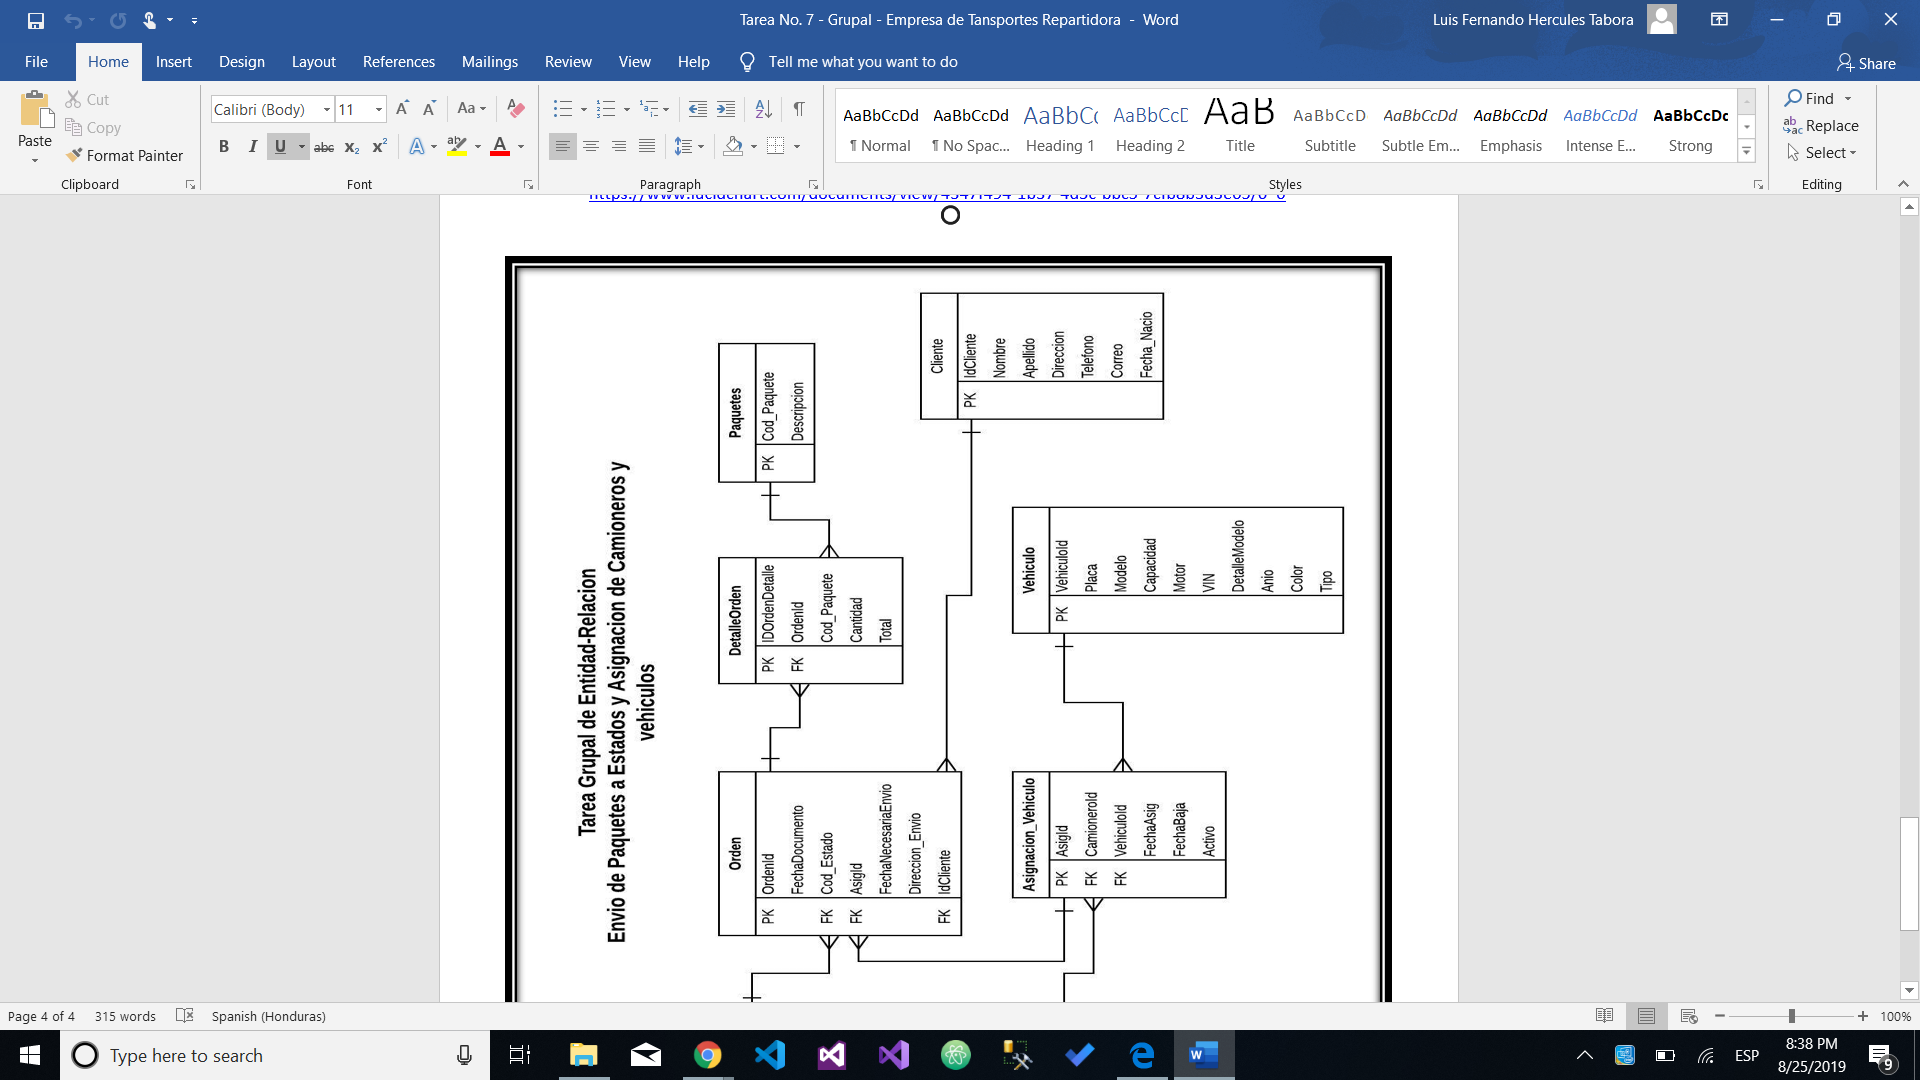 Tarea No. 7 - Grupal - Empresa de Tansportes Repartidora - Word
Luis Fernando Hercules Tabora
File
Home
Insert
Design
Layout
References
Mailings
Review
View
Help
Tell me what you want to do
Share
Paste
Cut
Copy
Format Painter
Clipboard
Calibri (Body)
11
Font
Paragraph
AaBbCcDd
¶ Normal
AaBbCcDd
¶ No Spac...
AaBbCc
Heading 1
AaBbCcD
Heading 2
AaB
Title
AaBbCcD
Subtitle
AaBbCcDd
Subtle Em...
AaBbCcDd
Emphasis
AaBbCcDd
Intense E...
AaBbCcDc
Strong
Styles
Find
Replace
Select
Editing
Tarea Grupal de Entidad-Relacion
Envio de Paquetes a Estados y Asignacion de Camioneros y
vehiculos
Orden
PK OrdenId
FechaDocumento
FK Cod_Estado
FK AsigId
FechaNecesariaEnvio
Direccion_Envio
FK IdCliente
DetalleOrden
PK IDOrdenDetalle
FK OrdenId
Cod_Paquete
Cantidad
Total
Paquetes
PK Cod_Paquete
Descripcion
Cliente
PK IdCliente
Nombre
Apellido
Direccion
Telefono
Correo
Fecha_Nacio
Asignacion_Vehiculo
PK AsigId
FK CamioneroId
FK VehiculoId
FechaAsig
FechaBaja
Activo
Vehiculo
PK VehiculoId
Placa
Modelo
Capacidad
Motor
VIN
DetalleModelo
Anio
Color
Tipo
Page 4 of 4
315 words
Spanish (Honduras)
100%
Type here to search
ESP
8:38 PM
8/25/2019
9